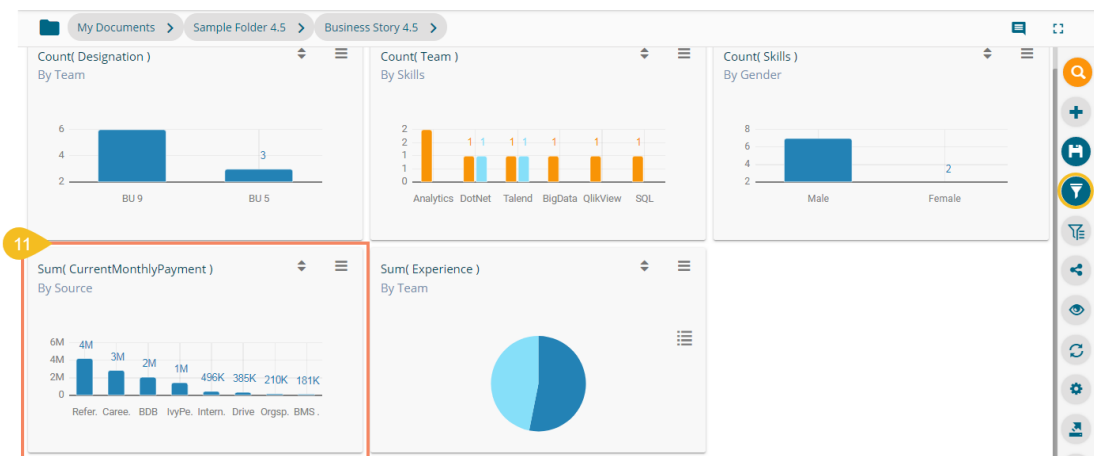 My Documents > Sample Folder 4.5 > Business Story 4.5 >
Count( Designation )
By Team
6
4
2
3
BU 9 BU 5
Count( Team )
By Skills
2
2
1
1
0
1 1 1 1 1 1 1
Analytics DotNet Talend BigData QlikView SQL
Count( Skills )
By Gender
8
6
4
2
2
Male Female
11
Sum( CurrentMonthlyPayment )
By Source
6M
4M
2M
0
4M 3M 2M 1M 496K 385K 210K 181K
Refer. Caree. BDB IvyPe. Intern. Drive Orgsp. BMS .
Sum( Experience )
By Team